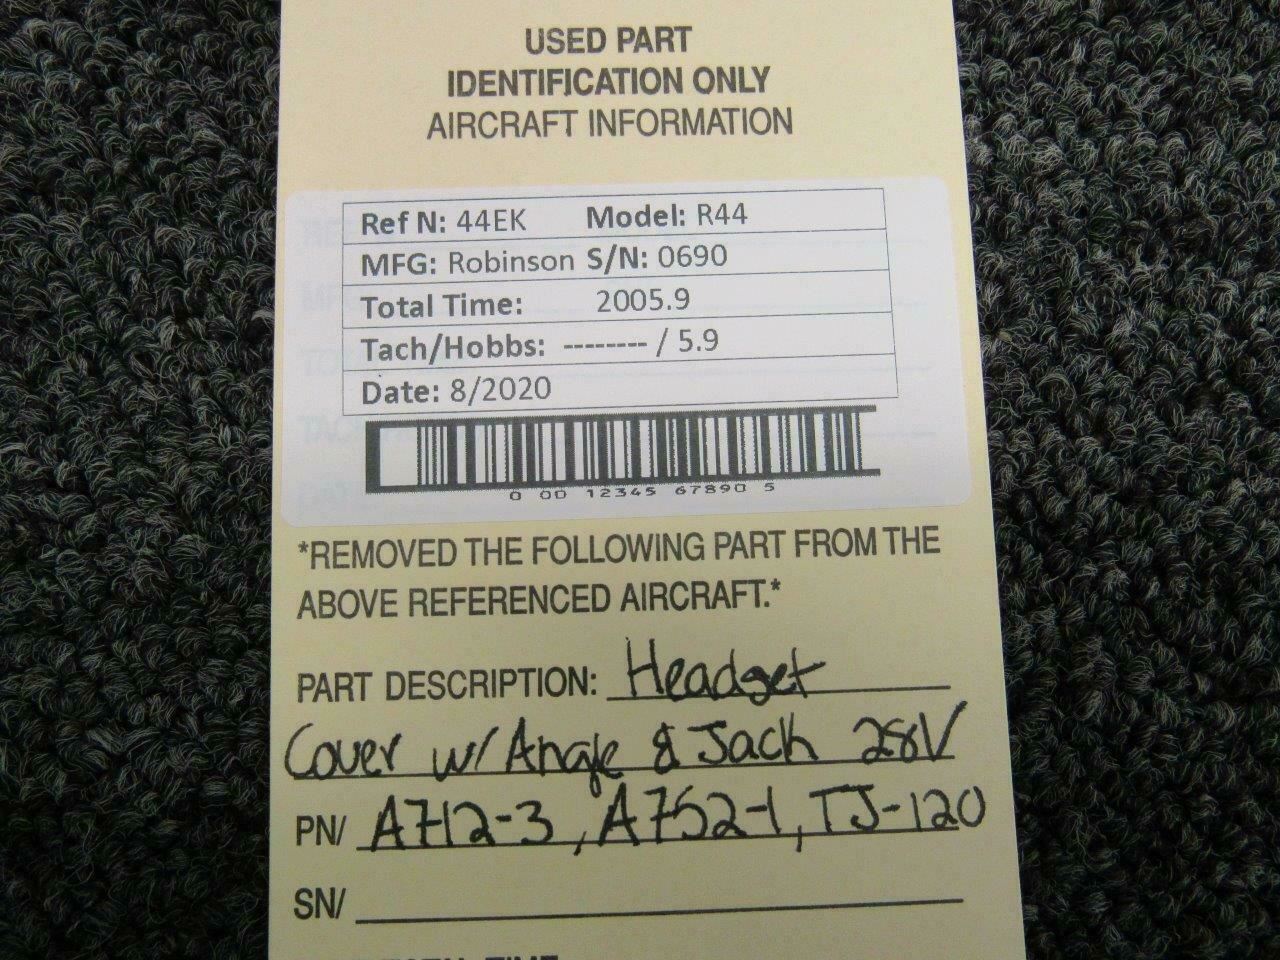 USED PART
IDENTIFICATION ONLY
AIRCRAFT INFORMATION
Ref N: 44EK Model: R44
MFG: Robinson S/N: 0690
Total Time: 2005.9
Tach/Hobbs: -------- / 5.9
Date: 8/2020
0 00 12345 67890 5
*REMOVED THE FOLLOWING PART FROM THE
ABOVE REFERENCED AIRCRAFT.*
PART DESCRIPTION: Headset
Cover w/ Angle & Jack 28V
PN/ A712-3, A752-1, TJ-120
SN/